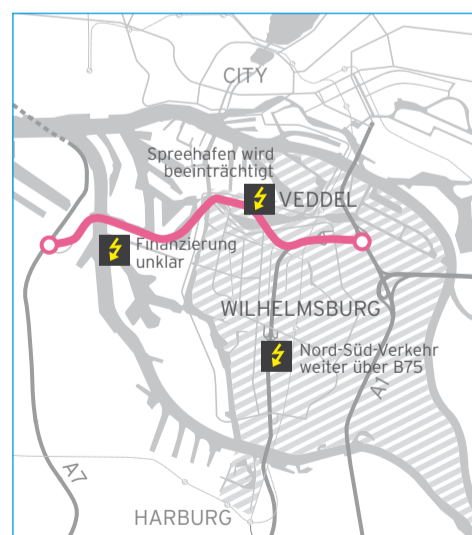 CITY
Spreehafen wird
beeinträchtigt
VEDDEL
Finanzierung
unklar
WILHELMSBURG
Nord-Süd-Verkehr
weiter über B75
A1
A7
HARBURG